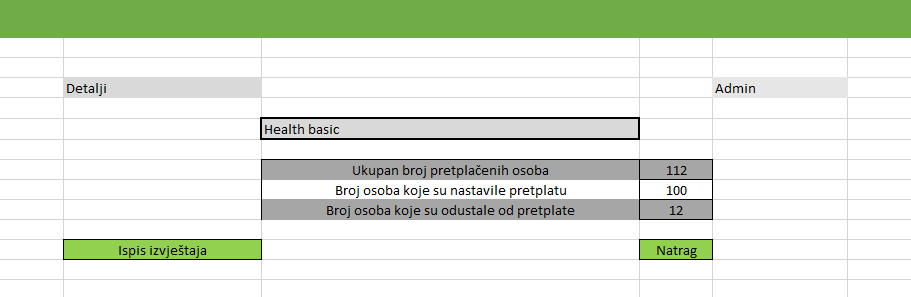 Detalji
Admin
Health basic
Ukupan broj pretplaćenih osoba 112
Broj osoba koje su nastavile pretplatu 100
Broj osoba koje su odustale od pretplate 12
Ispis izvještaja
Natrag